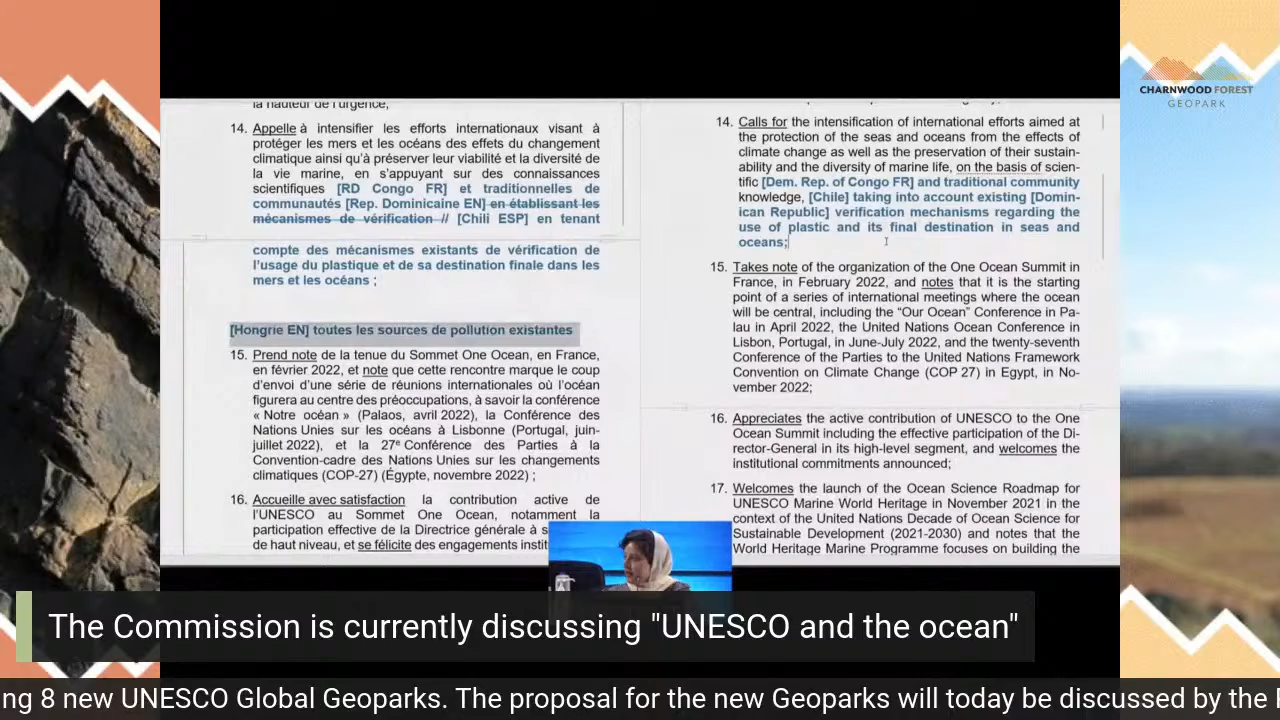 la hauteur de l'urgence,
14. Appelle à intensifier les efforts internationaux visant à
protéger les mers et les océans des effets du changement
climatique ainsi qu'à préserver leur viabilité et la diversité de
la vie marine, en s'appuyant sur des connaissances
scientifiques [RD Congo FR] et traditionnelles de
communautés [Rep. Dominicaine EN] en établissant les
mécanismes de vérification // [Chili ESP] en tenant
compte des mécanismes existants de vérification de
l'usage du plastique et de sa destination finale dans les
mers et les océans ;
[Hongrie EN] toutes les sources de pollution existantes
15. Prend note de la tenue du Sommet One Ocean, en France,
en février 2022, et note que cette rencontre marque le coup
d'envoi d'une série de réunions internationales où l'océan
figurera au centre des préoccupations, à savoir la conférence
« Notre océan » (Palaos, avril 2022), la Conférence des
Nations Unies sur les océans à Lisbonne (Portugal, juin-
juillet 2022), et la 27e Conférence des Parties à la
Convention-cadre des Nations Unies sur les changements
climatiques (COP-27) (Égypte, novembre 2022) ;
16. Accueille avec satisfaction la contribution active de
l'UNESCO au Sommet One Ocean, notamment la
participation effective de la Directrice générale à s
de haut niveau, et se félicite des engagements instit
14. Calls for the intensification of international efforts aimed at
the protection of the seas and oceans from the effects of
climate change as well as the preservation of their sustain-
ability and the diversity of marine life, on the basis of scien-
tific [Dem. Rep. of Congo FR] and traditional community
knowledge, [Chile] taking into account existing [Domin-
ican Republic] verification mechanisms regarding the
use of plastic and its final destination in seas and
oceans;
15. Takes note of the organization of the One Ocean Summit in
France, in February 2022, and notes that it is the starting
point of a series of international meetings where the ocean
will be central, including the “Our Ocean” Conference in Pa-
lau in April 2022, the United Nations Ocean Conference in
Lisbon, Portugal, in June-July 2022, and the twenty-seventh
Conference of the Parties to the United Nations Framework
Convention on Climate Change (COP 27) in Egypt, in No-
vember 2022;
16. Appreciates the active contribution of UNESCO to the One
Ocean Summit including the effective participation of the Di-
rector-General in its high-level segment, and welcomes the
institutional commitments announced;
17. Welcomes the launch of the Ocean Science Roadmap for
UNESCO Marine World Heritage in November 2021 in the
context of the United Nations Decade of Ocean Science for
Sustainable Development (2021-2030) and notes that the
World Heritage Marine Programme focuses on building the
CHARNWOOD FOREST
GEOPARK
The Commission is currently discussing "UNESCO and the ocean"
ng 8 new UNESCO Global Geoparks. The proposal for the new Geoparks will today be discussed by the